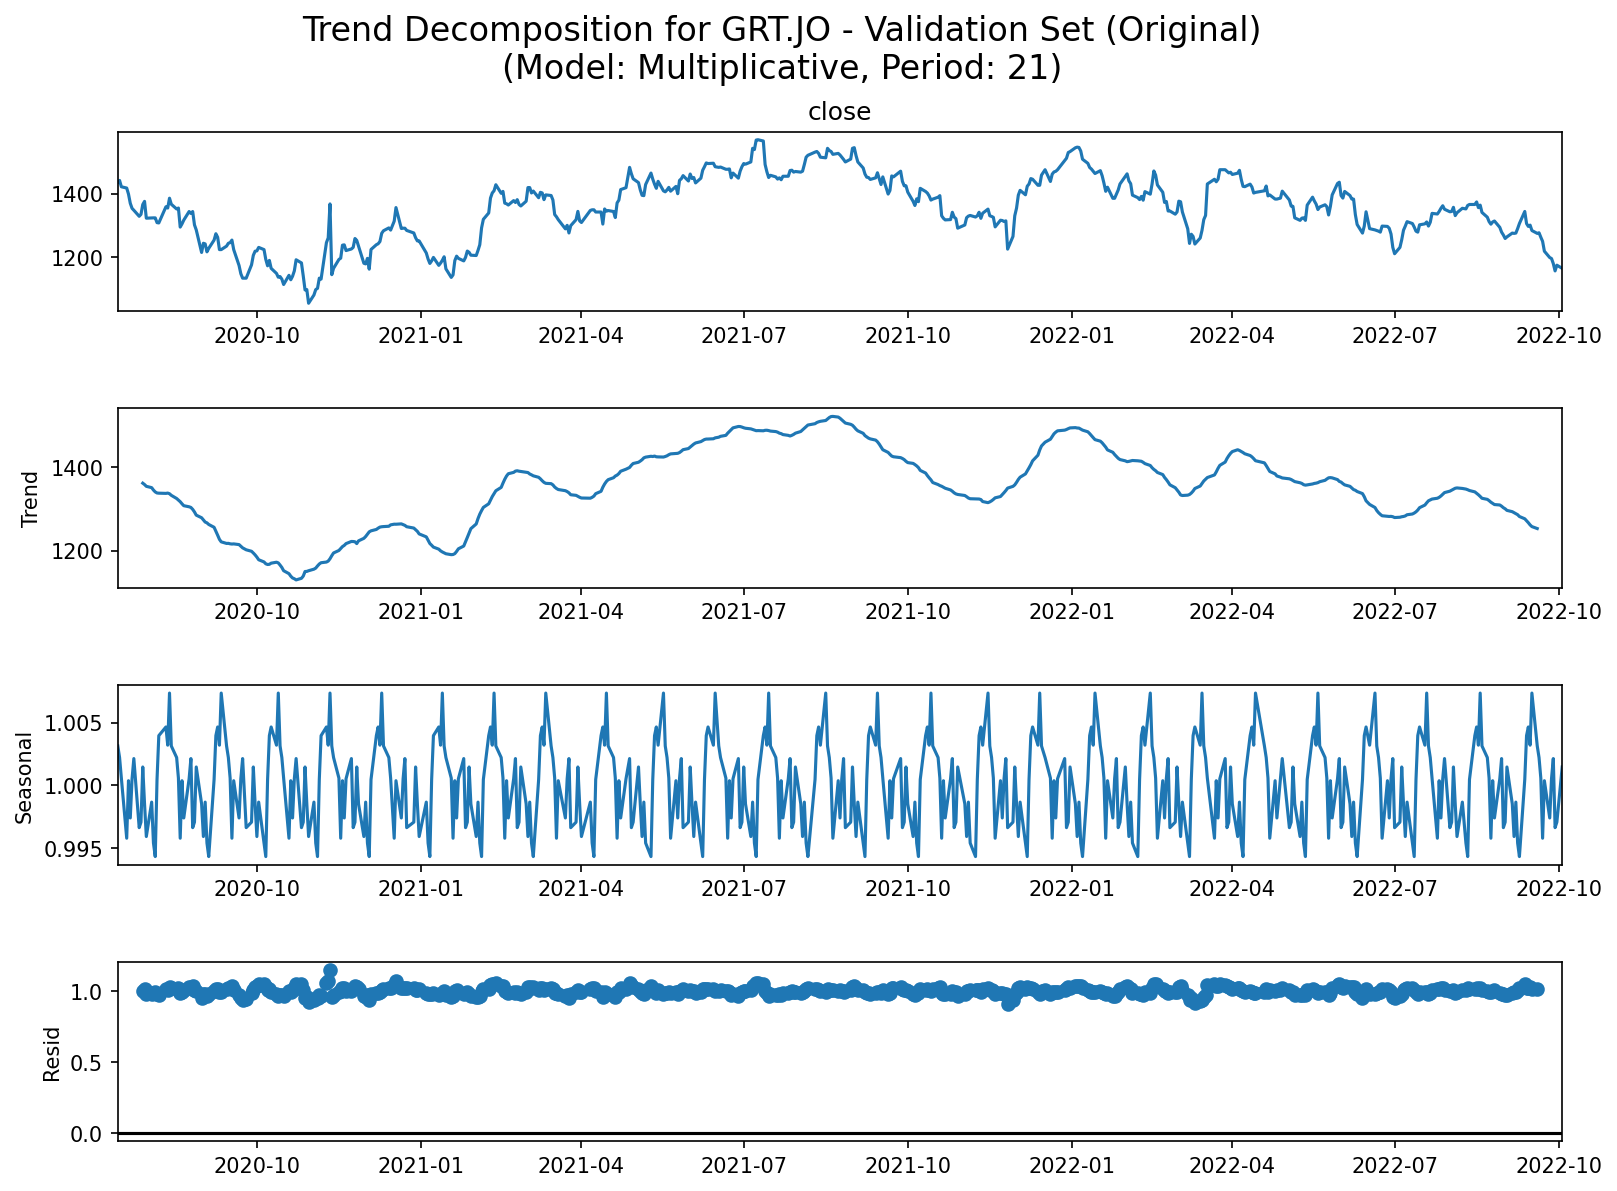 Trend Decomposition for GRT.JO - Validation Set (Original)
(Model: Multiplicative, Period: 21)
close
1400
1200
2020-10 2021-01 2021-04 2021-07 2021-10 2022-01 2022-04 2022-07 2022-10
Trend
1400
1200
2020-10 2021-01 2021-04 2021-07 2021-10 2022-01 2022-04 2022-07 2022-10
Seasonal
1.005
1.000
0.995
2020-10 2021-01 2021-04 2021-07 2021-10 2022-01 2022-04 2022-07 2022-10
Resid
1.0
0.5
0.0
2020-10 2021-01 2021-04 2021-07 2021-10 2022-01 2022-04 2022-07 2022-10